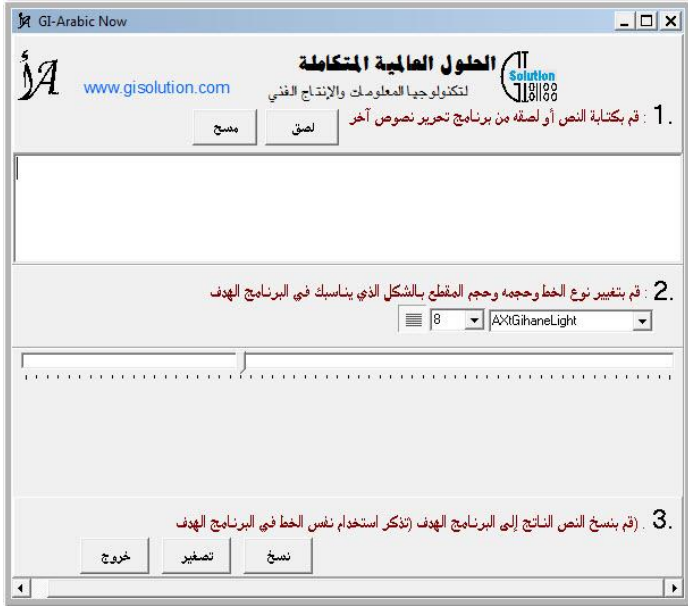 GI-Arabic Now
أA
www.gisolution.com
الحلول العالمية المتكاملة
لتكنولوجيا المعلومات والإنتاج الفني
GI Solution
1. : قم بكتابة النص أو لصقه من برنامج تحرير نصوص آخر
لصق
مسح
2. : قم بتغيير نوع الخط وحجمه وحجم المقطع بالشكل الذي يناسبك في البرنامج الهدف
8
AXtGihaneLight
3. . (قم بنسخ النص الناتج إلى البرنامج الهدف (تذكر استخدام نفس الخط في البرنامج الهدف
نسخ
تصغير
خروج